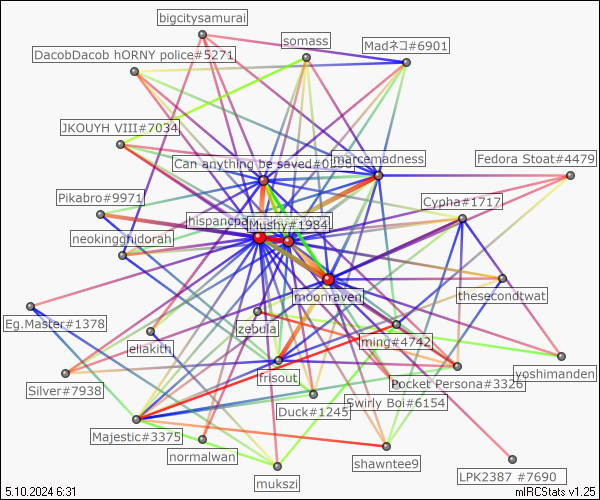 bigcitysamurai
somass
Madネコ#6901
DacobDacob hORNY police#5271
JKOUYH VIII#7034
Can anything be saved
marcemadness
Fedora Stoat#4479
Pikabro#9971
Cypha#1717
Mushy#1984
neokingghidorah
moonraven
thesecondtwat
Eg.Master#1378
zebula
ming#4742
ellakith
frisout
yoshimanden
Silver#7938
Pocket Persona#3326
Duck#1245
Swirly Boi#6154
Majestic#3375
normalwan
shawntee9
mukszi
LPK2387 #7690
5.10.2024 6:31
mIRCStats v1.25